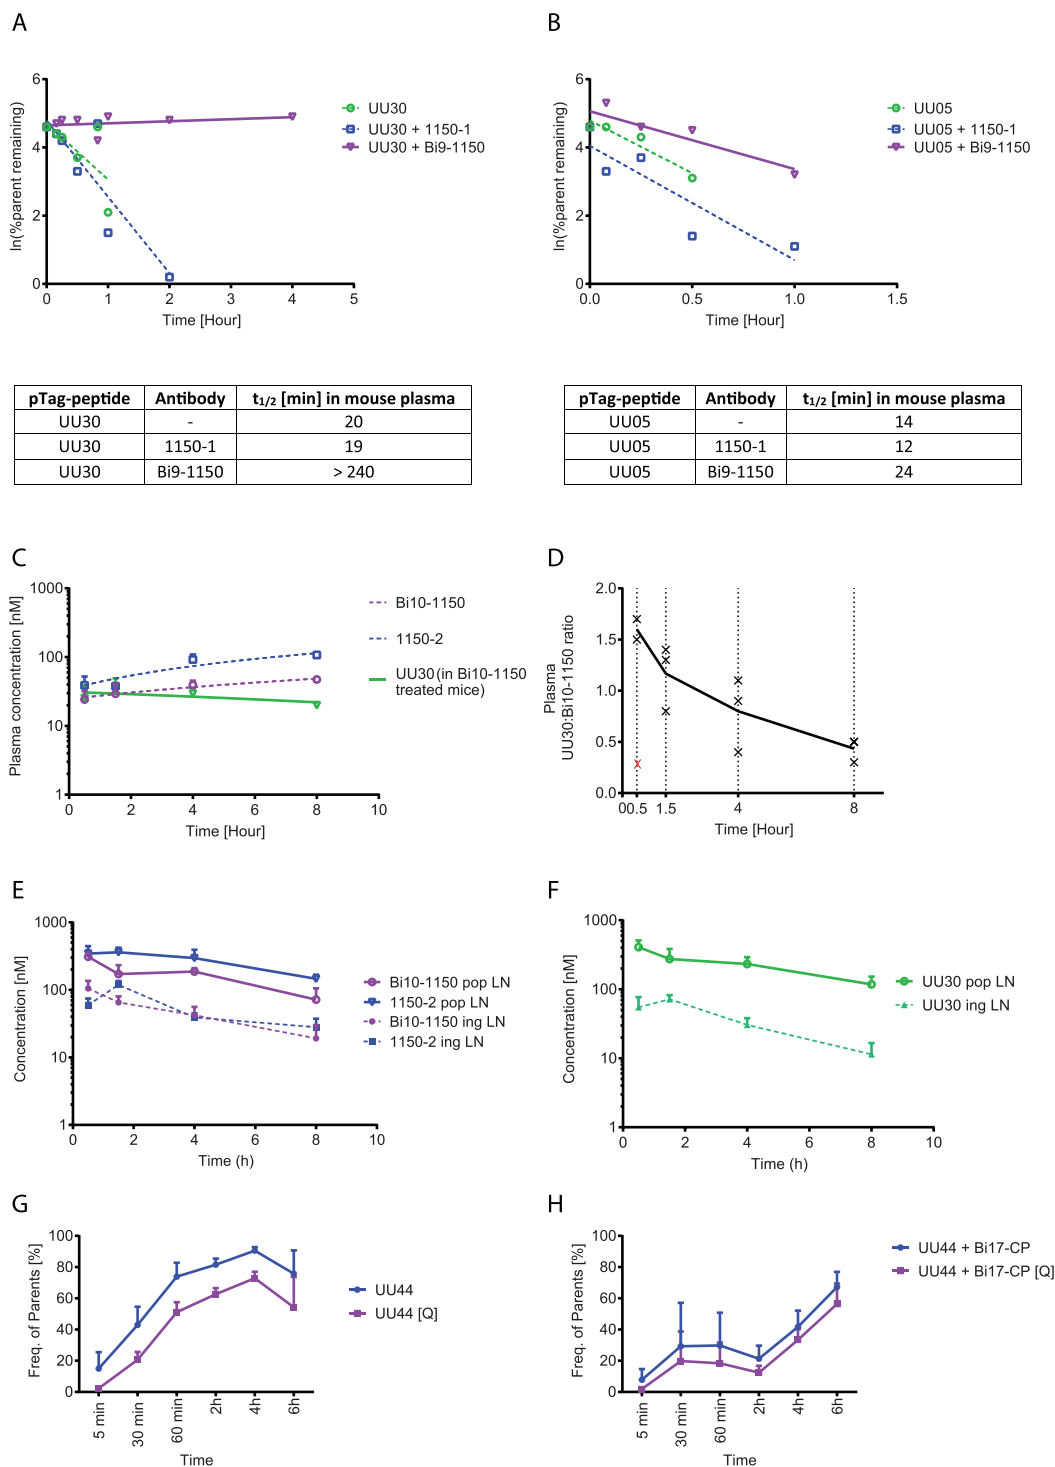 A
B
6
4
2
0
0 1 2 3 4 5
ln(%parent remaining)
Time [Hour]
UU30
UU30 + 1150-1
UU30 + Bi9-1150
6
4
2
0
0.0 0.5 1.0 1.5
ln(%parent remaining)
Time [Hour]
UU05
UU05 + 1150-1
UU05 + Bi9-1150
pTag-peptide Antibody t1/2 [min] in mouse plasma
UU30 - 20
UU30 1150-1 19
UU30 Bi9-1150 > 240
pTag-peptide Antibody t1/2 [min] in mouse plasma
UU05 - 14
UU05 1150-1 12
UU05 Bi9-1150 24
C
D
1000
100
10
1
0 2 4 6 8 10
Plasma concentration [nM]
Time [Hour]
Bi10-1150
1150-2
UU30 (in Bi10-1150
treated mice)
2.0
1.5
1.0
0.5
0.0
00.5 1.5 4 8
Plasma
UU30:Bi10-1150 ratio
Time [Hour]
E
F
1000
100
10
1
0 2 4 6 8 10
Concentration [nM]
Time (h)
Bi10-1150 pop LN
1150-2 pop LN
Bi10-1150 ing LN
1150-2 ing LN
1000
100
10
1
0 2 4 6 8 10
Concentration [nM]
Time (h)
UU30 pop LN
UU30 ing LN
G
H
100
80
60
40
20
0
5 min 30 min 60 min 2h 4h 6h
Freq. of Parents [%]
Time
UU44
UU44 [Q]
100
80
60
40
20
0
5 min 30 min 60 min 2h 4h 6h
Freq. of Parents [%]
Time
UU44 + Bi17-CP
UU44 + Bi17-CP [Q]